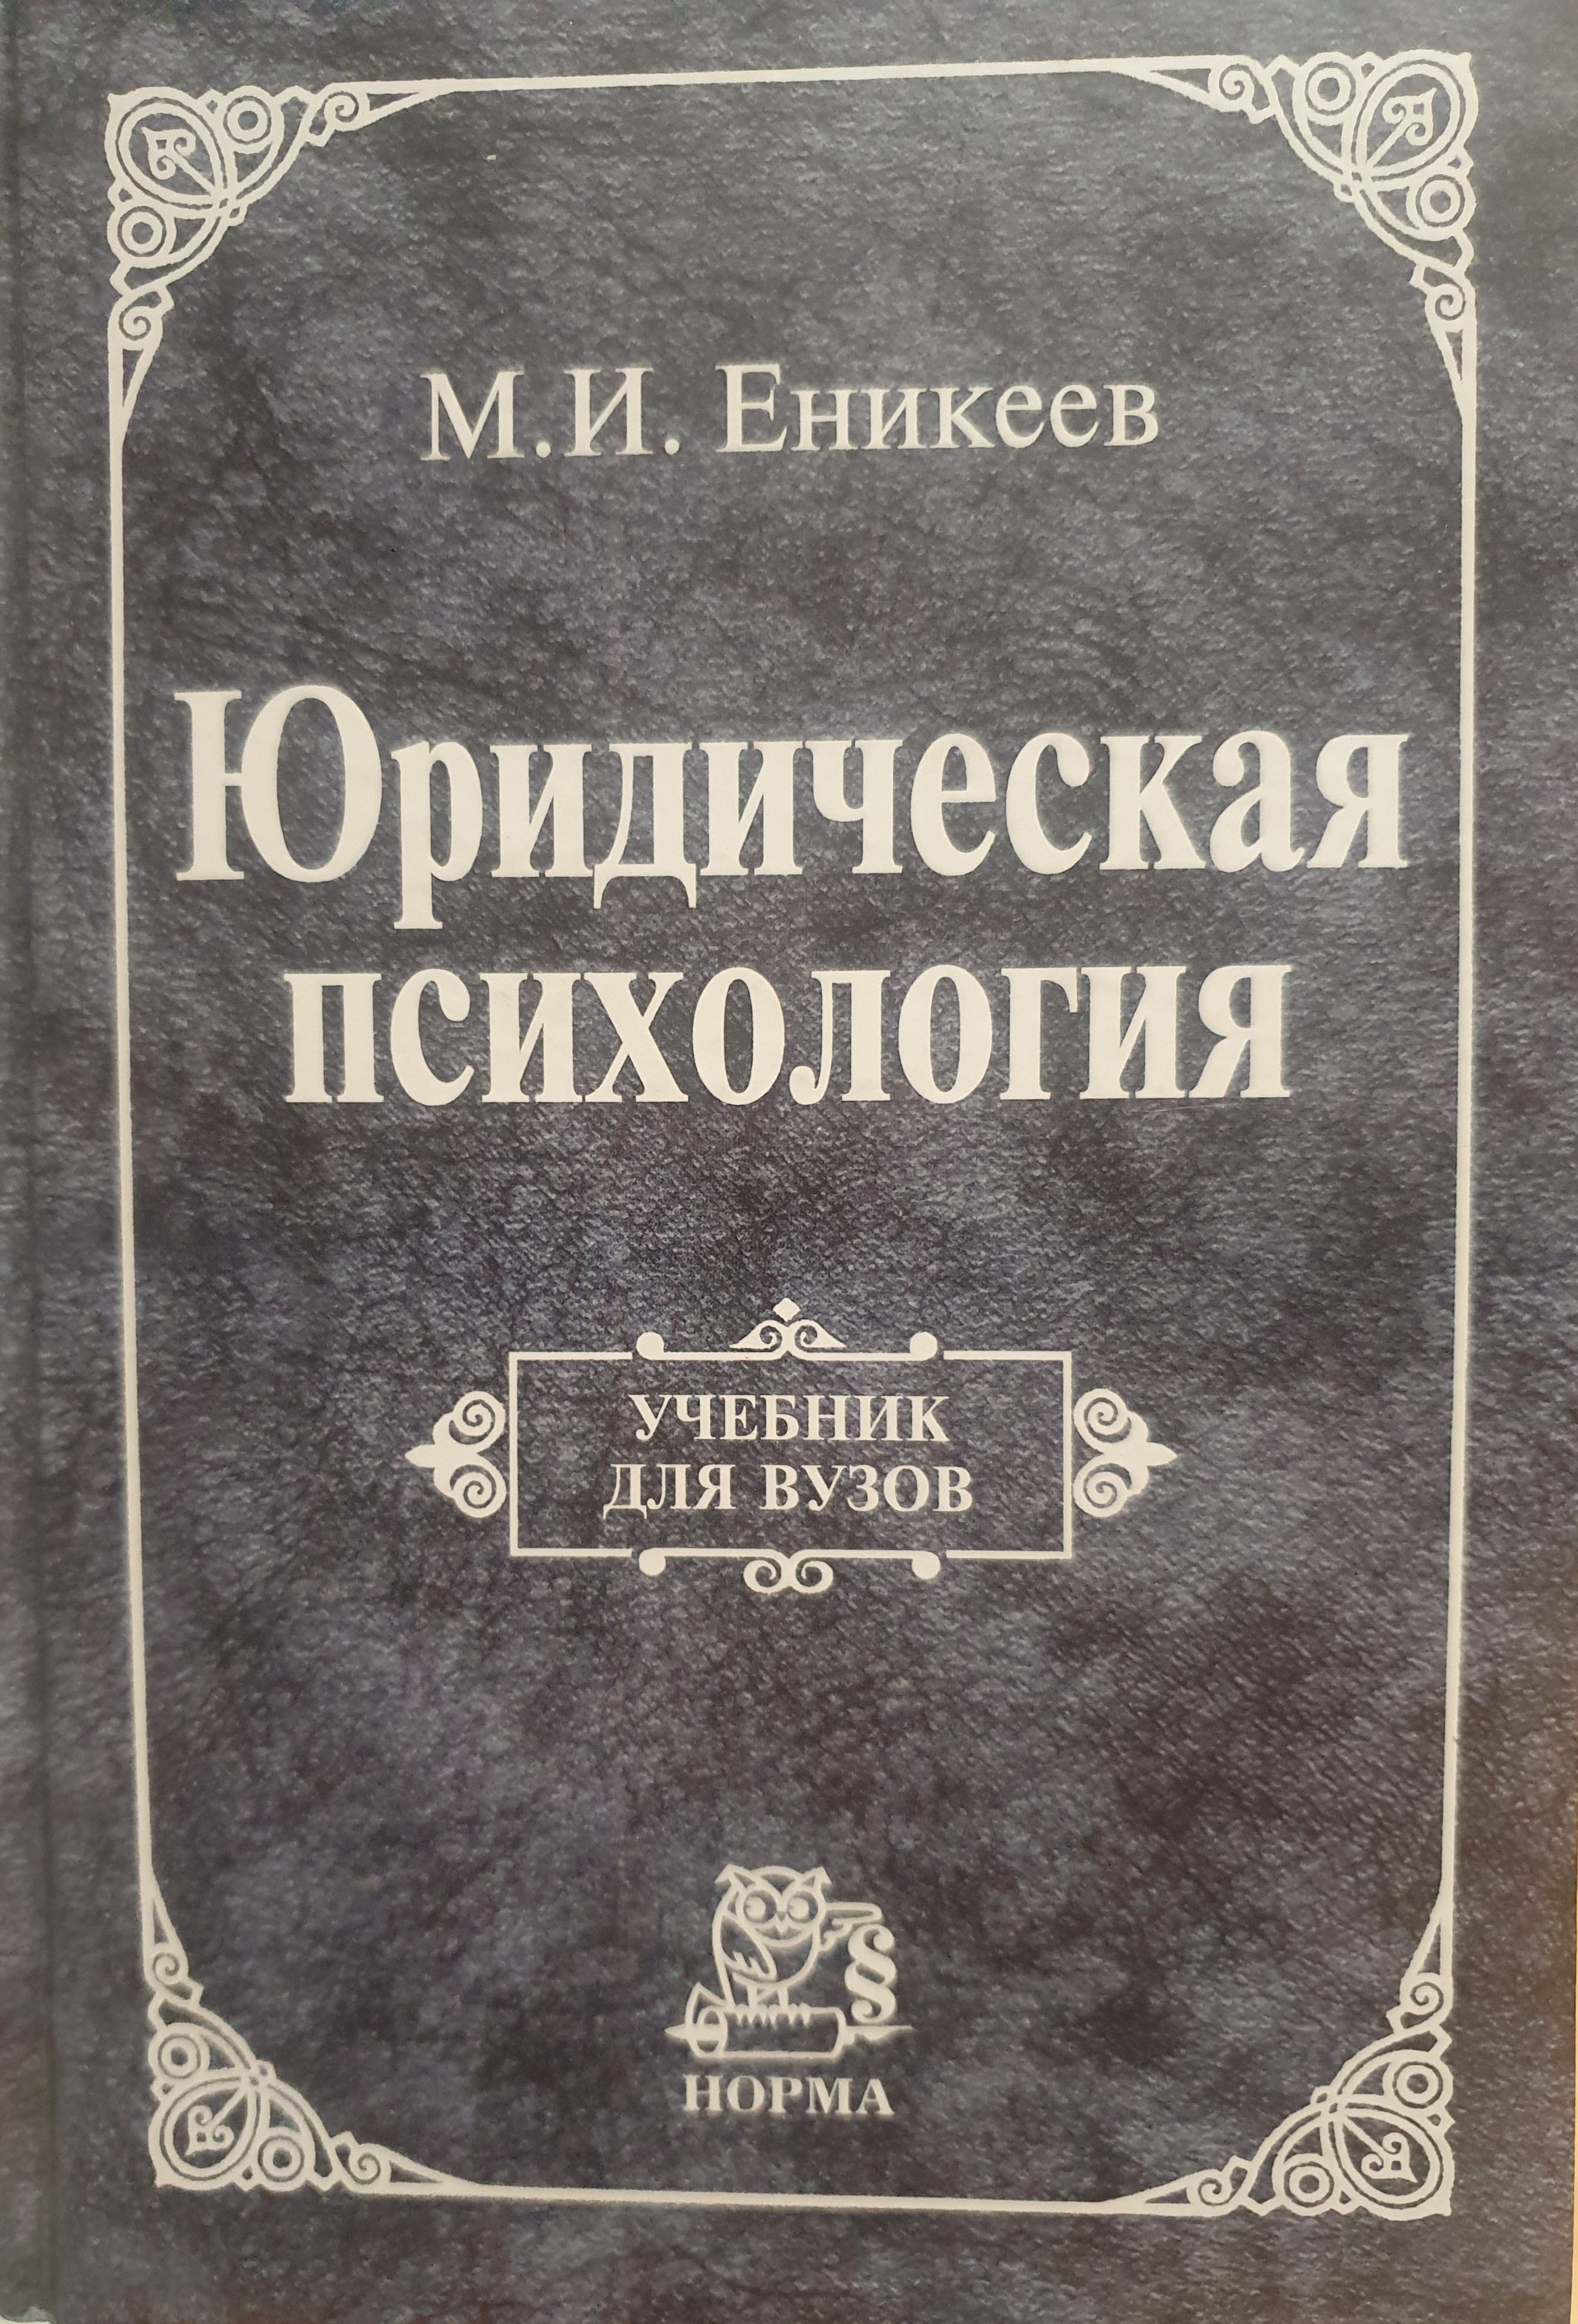 М.И. Еникеев
Юридическая
психология
УЧЕБНИК
ДЛЯ ВУЗОВ
§
НОРМА